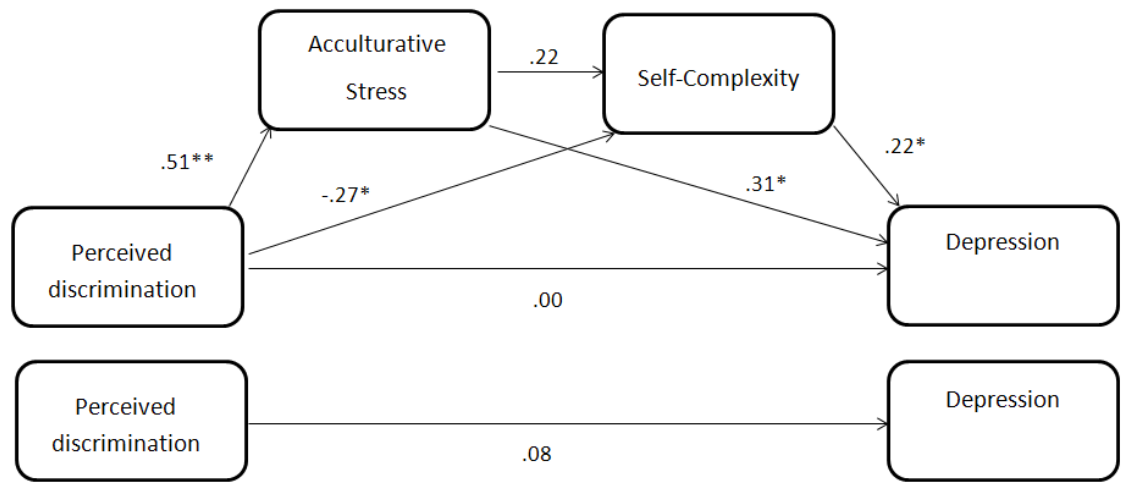 Acculturative
Stress
.22
Self-Complexity
.51**
-.27*
.31*
.22*
Perceived
discrimination
.00
Depression
Perceived
discrimination
.08
Depression